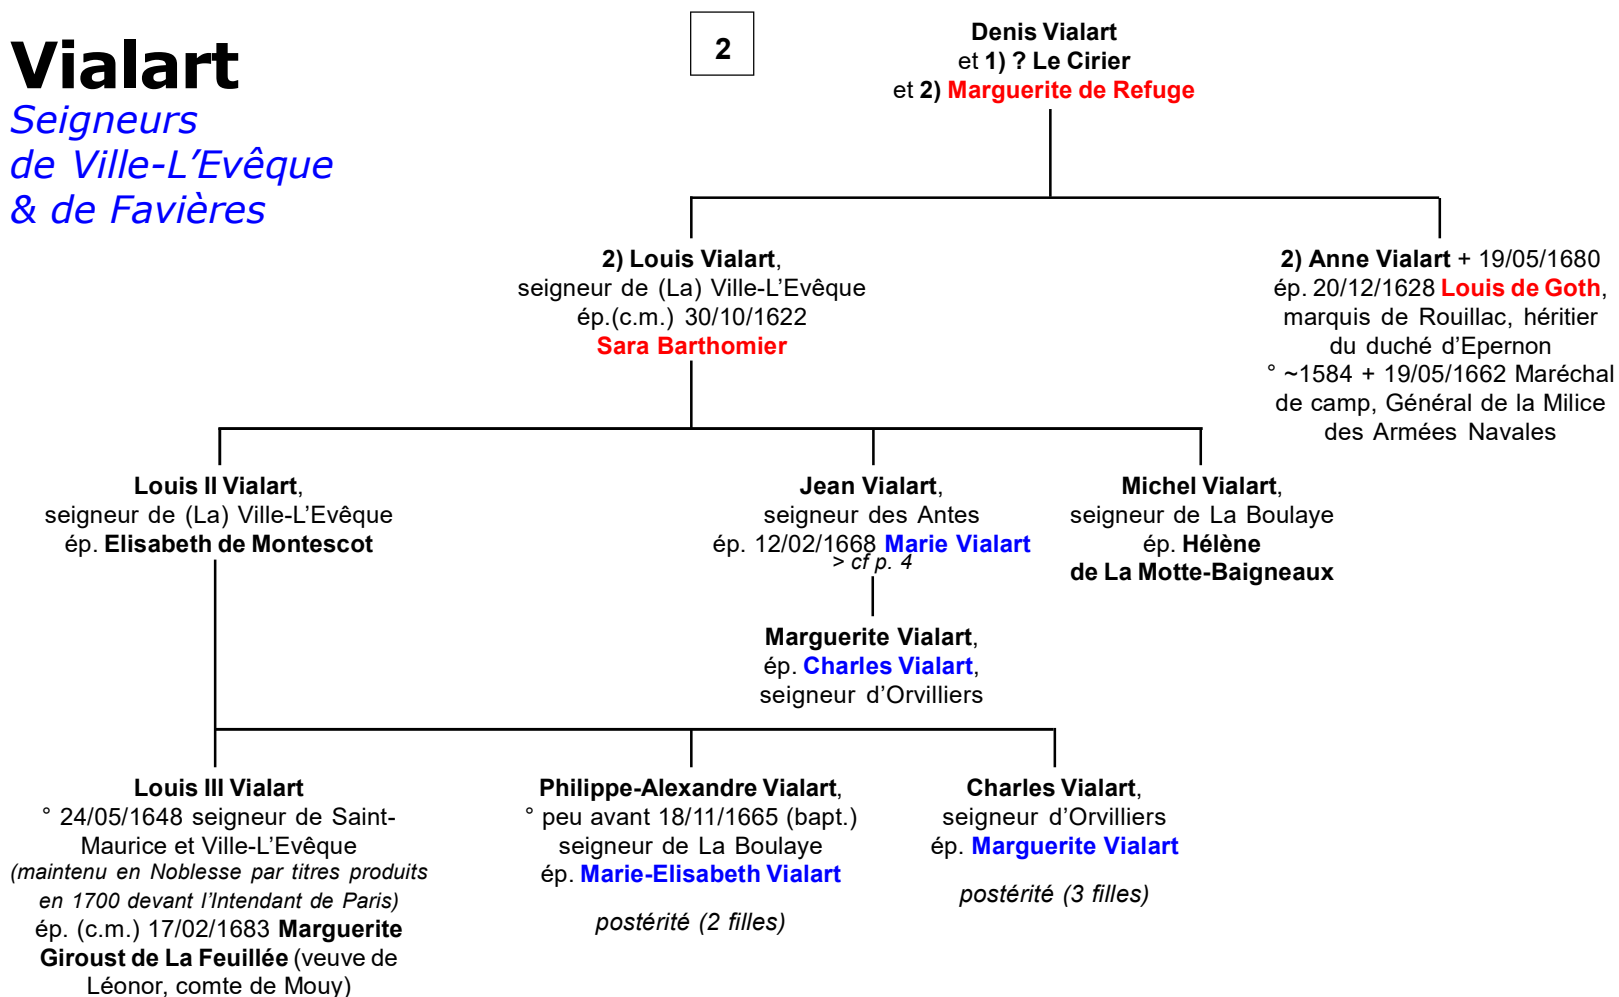 Vialart
Seigneurs
de Ville-L'Evêque
& de Favières
2
Denis Vialart
et 1) ? Le Cirier
et 2) Marguerite de Refuge
2) Louis Vialart,
seigneur de (La) Ville-L'Evêque
ép.(c.m.) 30/10/1622
Sara Barthomier
2) Anne Vialart + 19/05/1680
ép. 20/12/1628 Louis de Goth,
marquis de Rouillac, héritier
du duché d'Epernon
° ~1584 + 19/05/1662 Maréchal
de camp, Général de la Milice
des Armées Navales
Louis II Vialart,
seigneur de (La) Ville-L'Evêque
ép. Elisabeth de Montescot
Jean Vialart,
seigneur des Antes
ép. 12/02/1668 Marie Vialart
> cf p. 4
Michel Vialart,
seigneur de La Boulaye
ép. Hélène
de La Motte-Baigneaux
Marguerite Vialart,
ép. Charles Vialart,
seigneur d'Orvilliers
Louis III Vialart
° 24/05/1648 seigneur de Saint-
Maurice et Ville-L'Evêque
(maintenu en Noblesse par titres produits
en 1700 devant l'Intendant de Paris)
ép. (c.m.) 17/02/1683 Marguerite
Giroust de La Feuillée (veuve de
Léonor, comte de Mouy)
Philippe-Alexandre Vialart,
° peu avant 18/11/1665 (bapt.)
seigneur de La Boulaye
ép. Marie-Elisabeth Vialart
postérité (2 filles)
Charles Vialart,
seigneur d'Orvilliers
ép. Marguerite Vialart
postérité (3 filles)